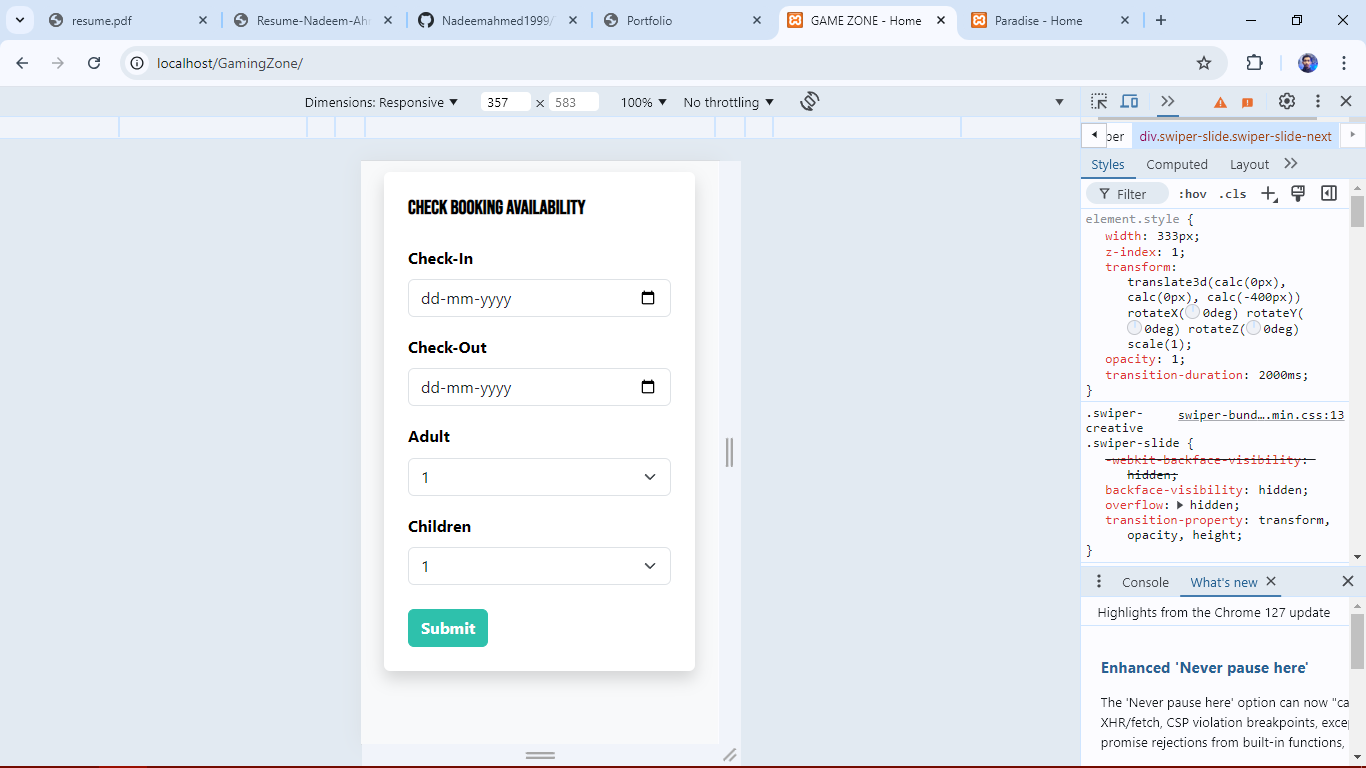 resume.pdf
Resume-Nadeem-Ah
Nadeemahmed1999/
Portfolio
GAME ZONE - Home
Paradise - Home
localhost/GamingZone/
Dimensions: Responsive
357 × 583
100%
No throttling
CHECK BOOKING AVAILABILITY
Check-In
dd-mm-yyyy
Check-Out
dd-mm-yyyy
Adult
1
Children
1
Submit
per
div.swiper-slide.swiper-slide-next
Styles
Computed
Layout
Filter
:hov
.cls
element.style {
width: 333px;
z-index: 1;
transform:
translate3d(calc(0px),
calc(0px), calc(-400px))
rotateX(0deg) rotateY(
0deg) rotateZ(0deg)
scale(1);
opacity: 1;
transition-duration: 2000ms;
}
.swiper- swiper-bund….min.css:13
creative
.swiper-slide {
-webkit-backface-visibility:
hidden;
backface-visibility: hidden;
overflow: hidden;
transition-property: transform,
opacity, height;
}
Console
What's new
Highlights from the Chrome 127 update
Enhanced 'Never pause here'
The 'Never pause here' option can now "ca
XHR/fetch, CSP violation breakpoints, exce
promise rejections from built-in functions,